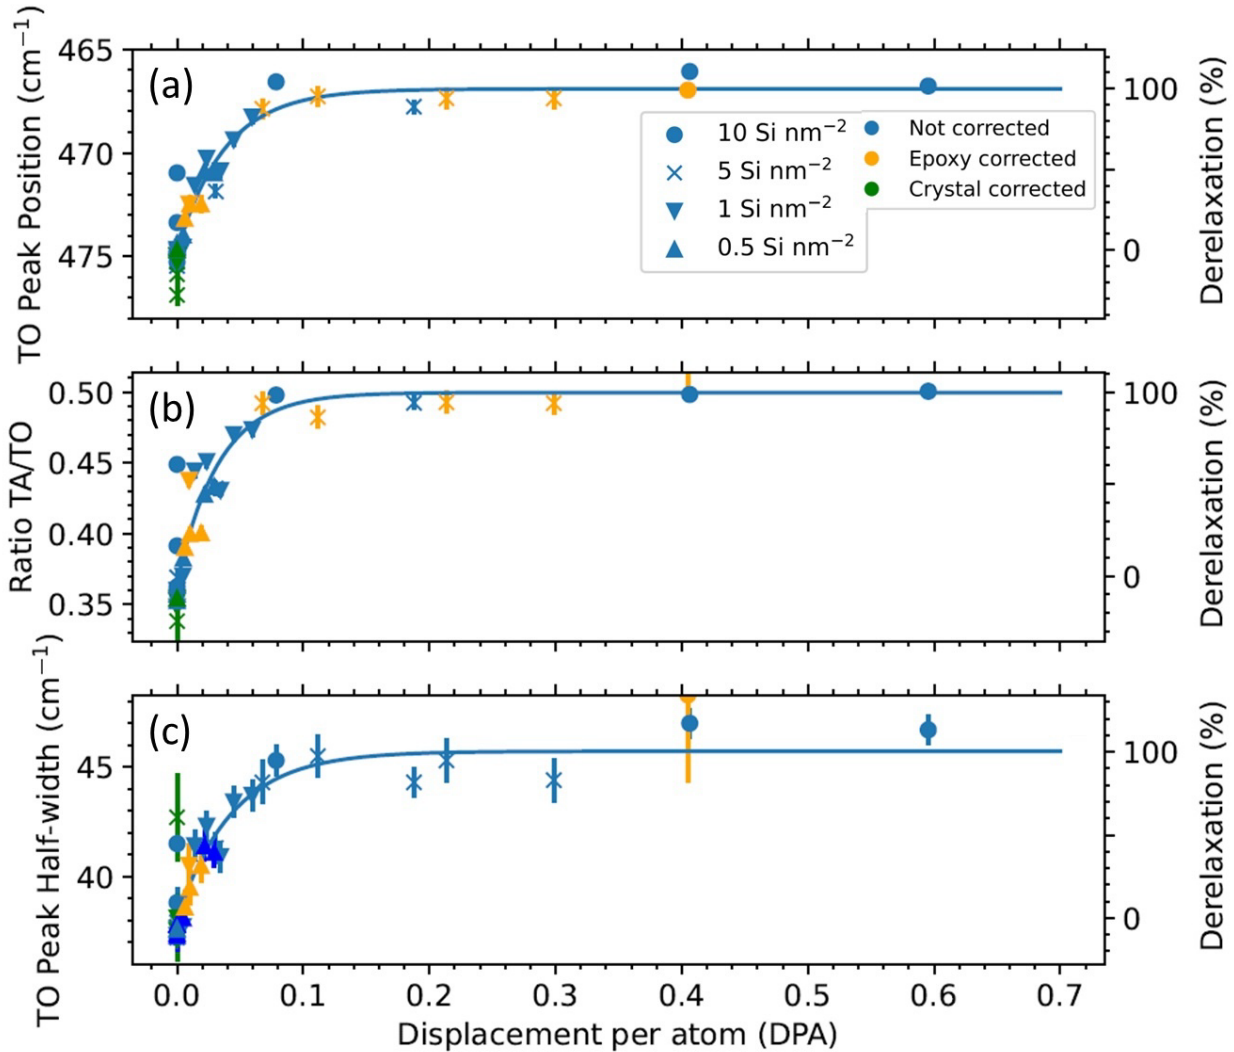 (a)
TO Peak Position (cm⁻¹)
465
470
475
100
0
Derelaxation (%)
10 Si nm⁻²
5 Si nm⁻²
1 Si nm⁻²
0.5 Si nm⁻²
Not corrected
Epoxy corrected
Crystal corrected
(b)
Ratio TA/TO
0.50
0.45
0.40
0.35
100
0
Derelaxation (%)
(c)
TO Peak Half-width (cm⁻¹)
45
40
100
0
Derelaxation (%)
0.0 0.1 0.2 0.3 0.4 0.5 0.6 0.7
Displacement per atom (DPA)